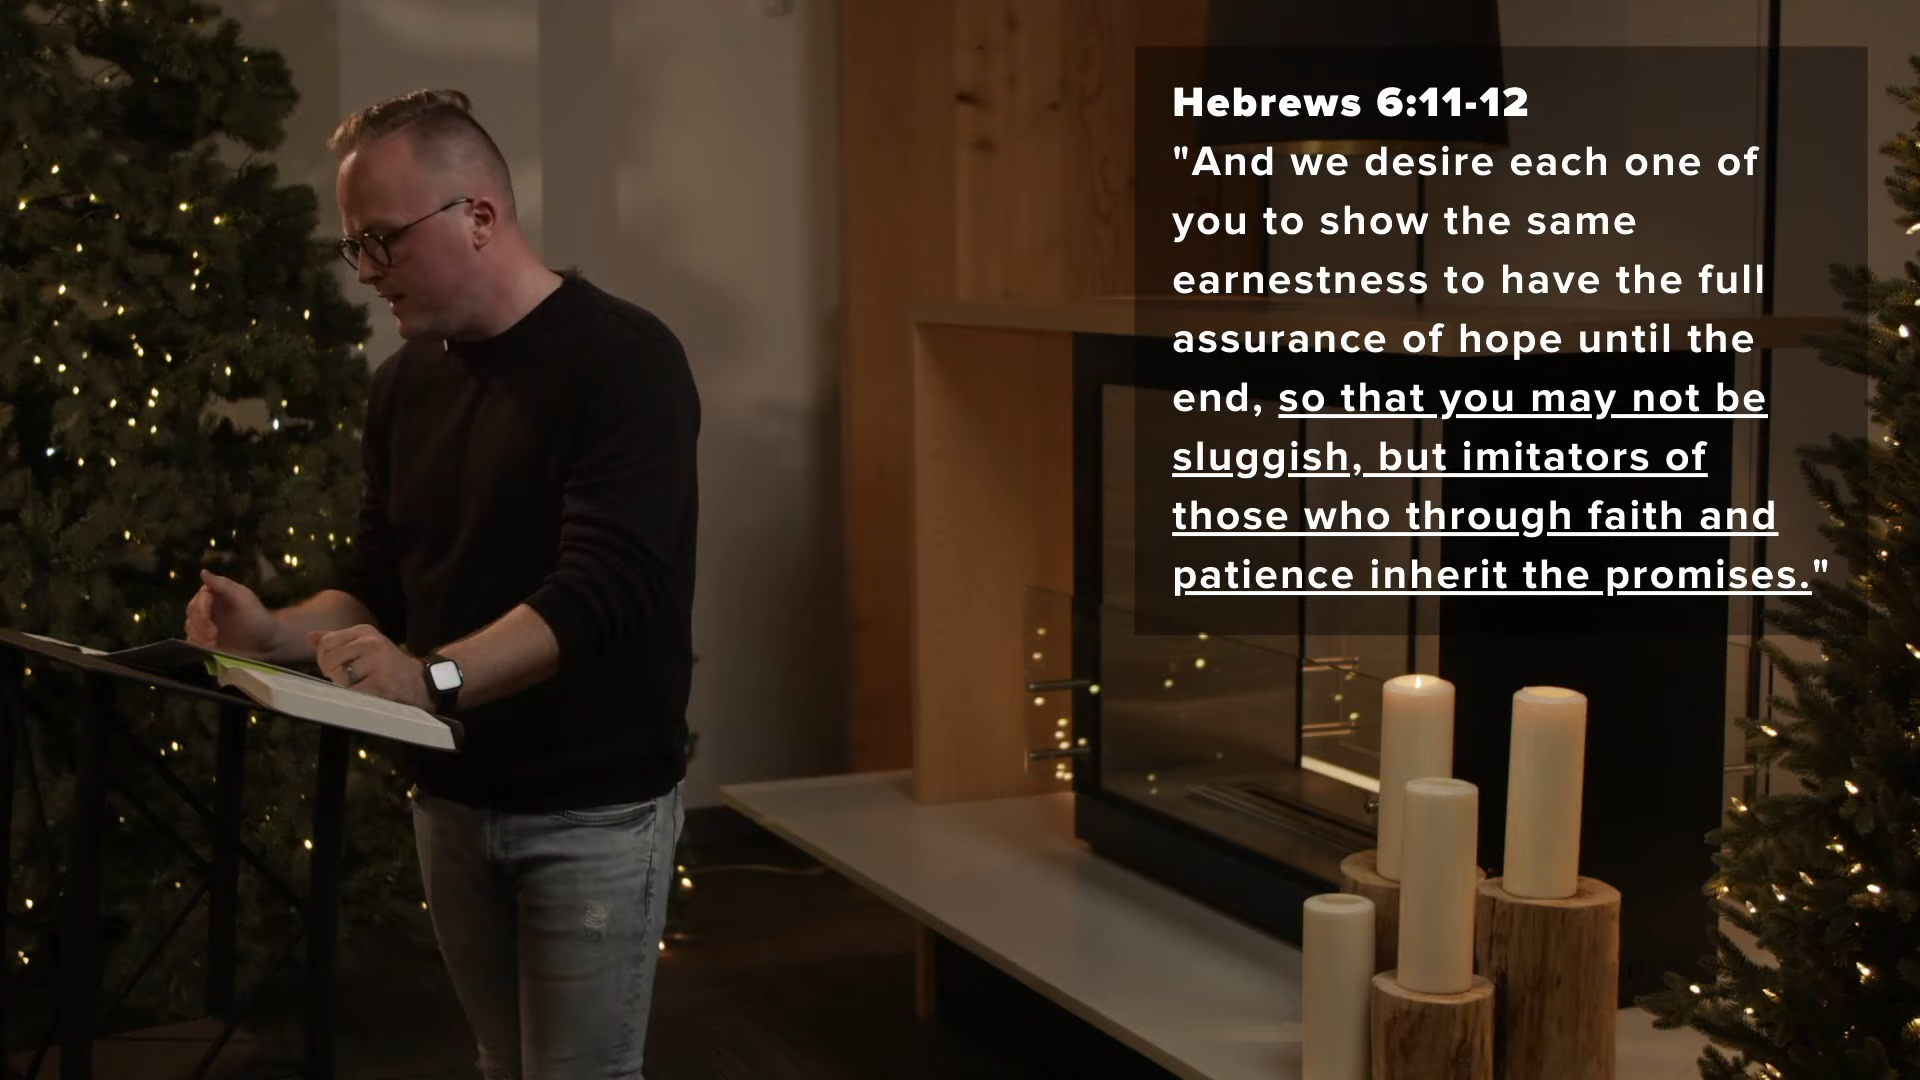 Hebrews 6:11-12
"And we desire each one of
you to show the same
earnestness to have the full
assurance of hope until the
end, so that you may not be
sluggish, but imitators of
those who through faith and
patience inherit the promises."